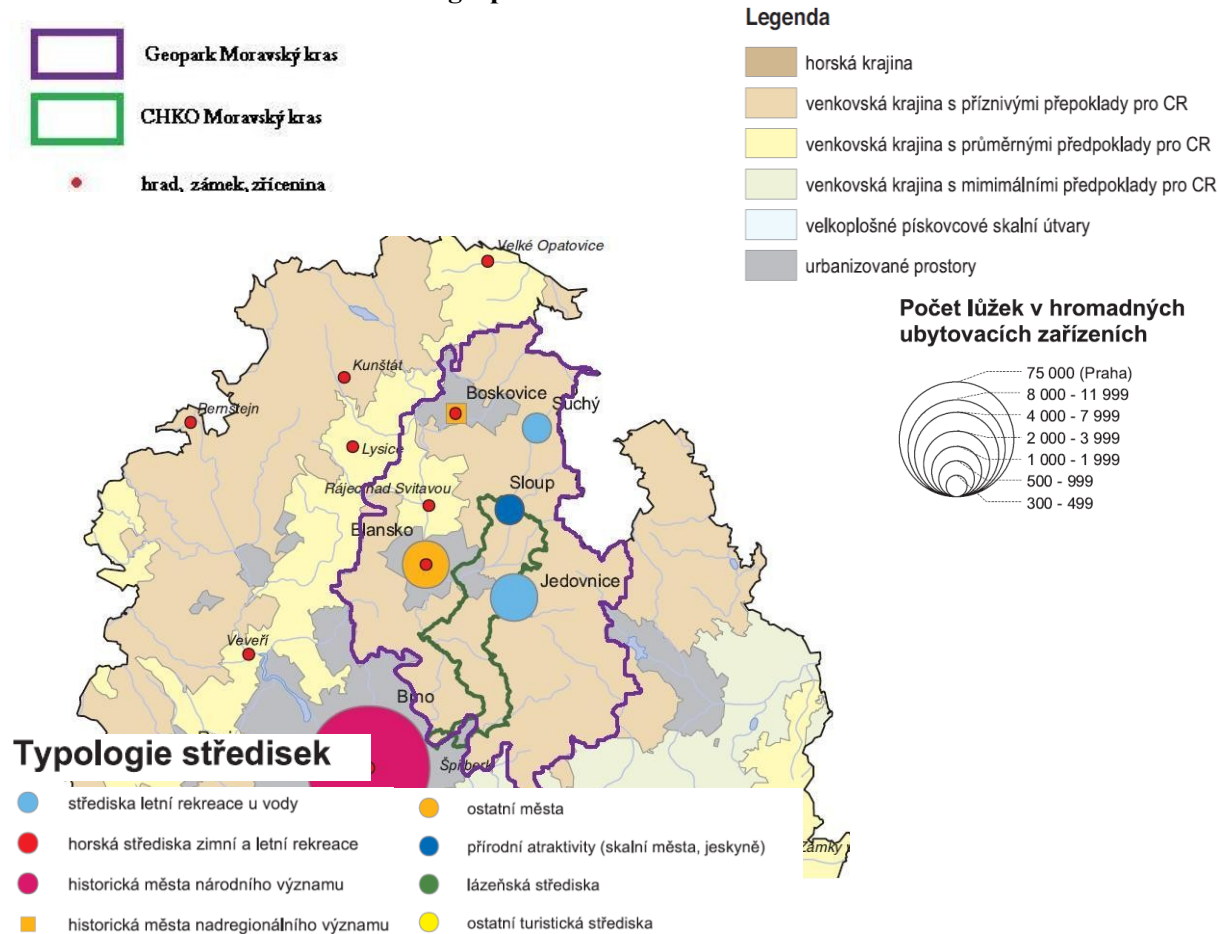 Geopark Moravský kras
CHKO Moravský kras
hrad, zámek, zřícenina
Legenda
horská krajina
venkovská krajina s příznivými přepoklady pro CR
venkovská krajina s průměrnými předpoklady pro CR
venkovská krajina s mimimálními předpoklady pro CR
velkoplošné pískovcové skalní útvary
urbanizované prostory
Počet lůžek v hromadných
ubytovacích zařízeních
75 000 (Praha)
8 000 - 11 999
4 000 - 7 999
2 000 - 3 999
1 000 - 1 999
500 - 999
300 - 499
Velké Opatovice
Kunštát
Boskovice
Suchý
Pernštejn
Lysice
Sloup
Rájec nad Svitavou
Blansko
Jedovnice
Veveří
Brno
Špilberk
Zámky
Typologie středisek
střediska letní rekreace u vody
horská střediska zimní a letní rekreace
historická města národního významu
historická města nadregionálního významu
ostatní města
přírodní atraktivity (skalní města, jeskyně)
lázeňská střediska
ostatní turistická střediska